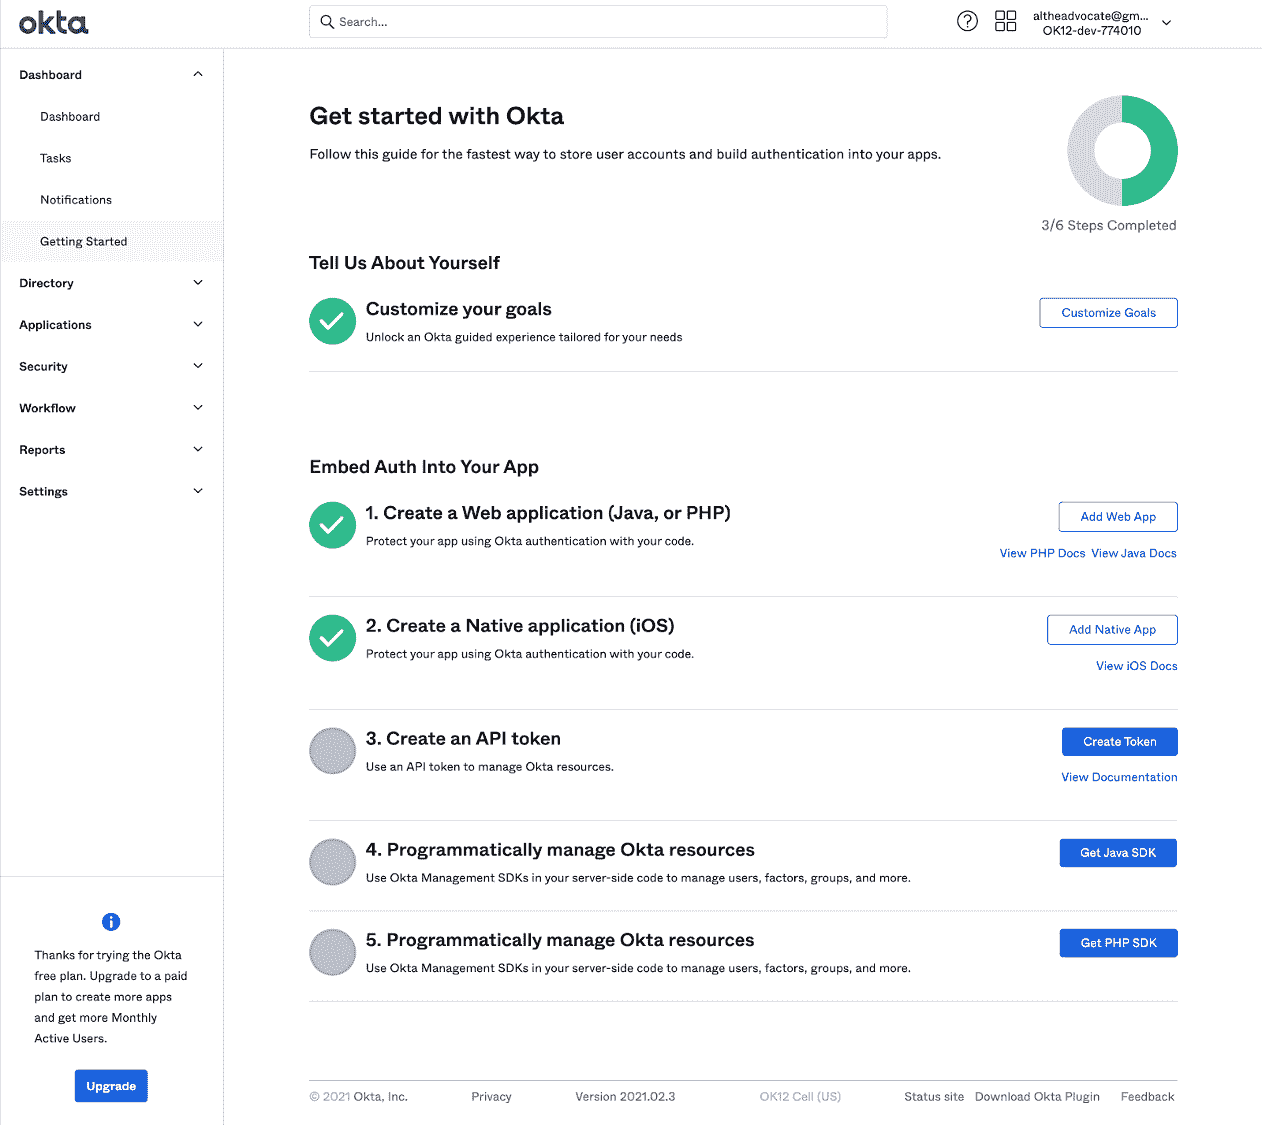 okta
Search...
altheadvocate@gm...
OK12-dev-774010
Dashboard
Dashboard
Tasks
Notifications
Getting Started
Directory
Applications
Security
Workflow
Reports
Settings
Thanks for trying the Okta
free plan. Upgrade to a paid
plan to create more apps
and get more Monthly
Active Users.
Upgrade
Get started with Okta
Follow this guide for the fastest way to store user accounts and build authentication into your apps.
3/6 Steps Completed
Tell Us About Yourself
Customize your goals
Unlock an Okta guided experience tailored for your needs
Customize Goals
Embed Auth Into Your App
1. Create a Web application (Java, or PHP)
Protect your app using Okta authentication with your code.
Add Web App
View PHP Docs View Java Docs
2. Create a Native application (iOS)
Protect your app using Okta authentication with your code.
Add Native App
View iOS Docs
3. Create an API token
Use an API token to manage Okta resources.
Create Token
View Documentation
4. Programmatically manage Okta resources
Use Okta Management SDKs in your server-side code to manage users, factors, groups, and more.
Get Java SDK
5. Programmatically manage Okta resources
Use Okta Management SDKs in your server-side code to manage users, factors, groups, and more.
Get PHP SDK
© 2021 Okta, Inc. Privacy Version 2021.02.3 OK12 Cell (US) Status site Download Okta Plugin Feedback